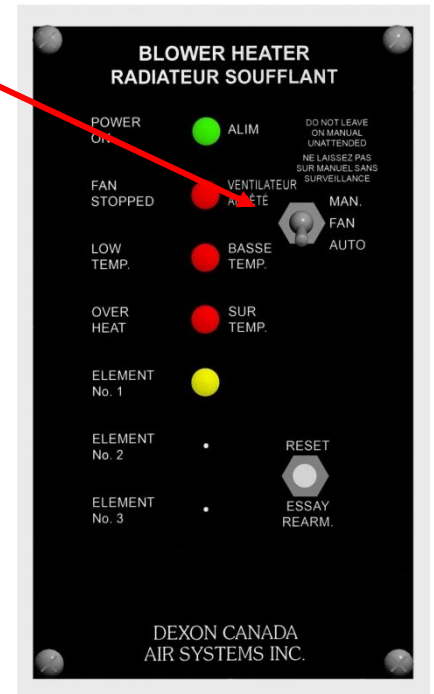 BLOWER HEATER
RADIATEUR SOUFFLANT
POWER
ON
ALIM
DO NOT LEAVE
ON MANUAL
UNATTENDED
NE LAISSEZ PAS
SUR MANUEL SANS
SURVEILLANCE
FAN
STOPPED
VENTILATEUR
ARRÊTÉ
MAN.
FAN
AUTO
LOW
TEMP.
BASSE
TEMP.
OVER
HEAT
SUR
TEMP.
ELEMENT
No. 1
ELEMENT
No. 2
RESET
ELEMENT
No. 3
ESSAY
REARM.
DEXON CANADA
AIR SYSTEMS INC.